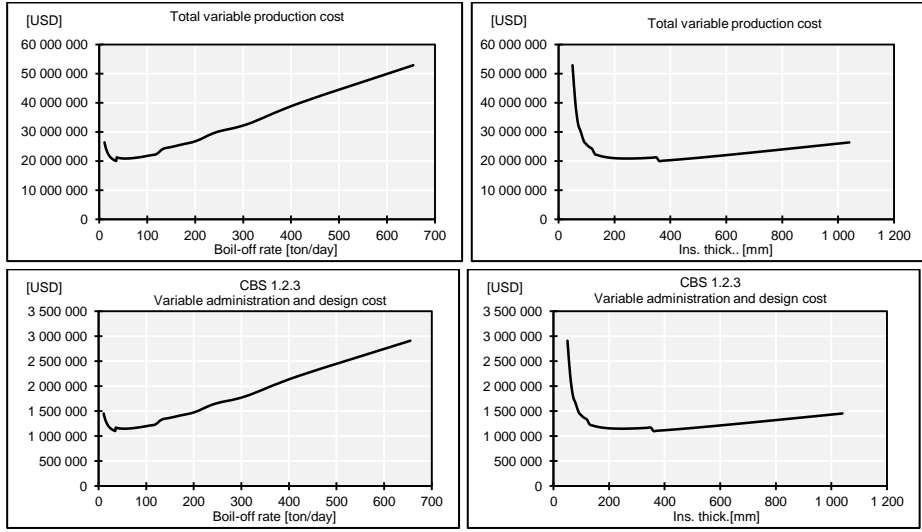 [USD]
Total variable production cost
60 000 000
50 000 000
40 000 000
30 000 000
20 000 000
10 000 000
0
0 100 200 300 400 500 600 700
Boil-off rate [ton/day]
[USD]
Total variable production cost
60 000 000
50 000 000
40 000 000
30 000 000
20 000 000
10 000 000
0
0 200 400 600 800 1 000 1 200
Ins. thick.. [mm]
[USD]
CBS 1.2.3
Variable administration and design cost
3 500 000
3 000 000
2 500 000
2 000 000
1 500 000
1 000 000
500 000
0
0 100 200 300 400 500 600 700
Boil-off rate [ton/day]
[USD]
CBS 1.2.3
Variable administration and design cost
3 500 000
3 000 000
2 500 000
2 000 000
1 500 000
1 000 000
500 000
0
0 200 400 600 800 1 000 1 200
Ins. thick.[mm]